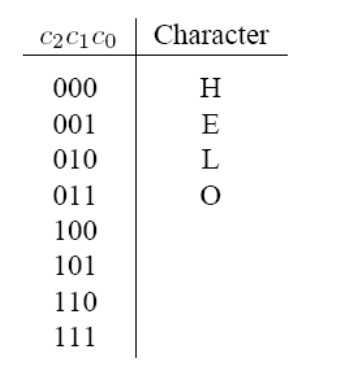 c₂c₁c₀ Character
000 H
001 E
010 L
011 O
100
101
110
111